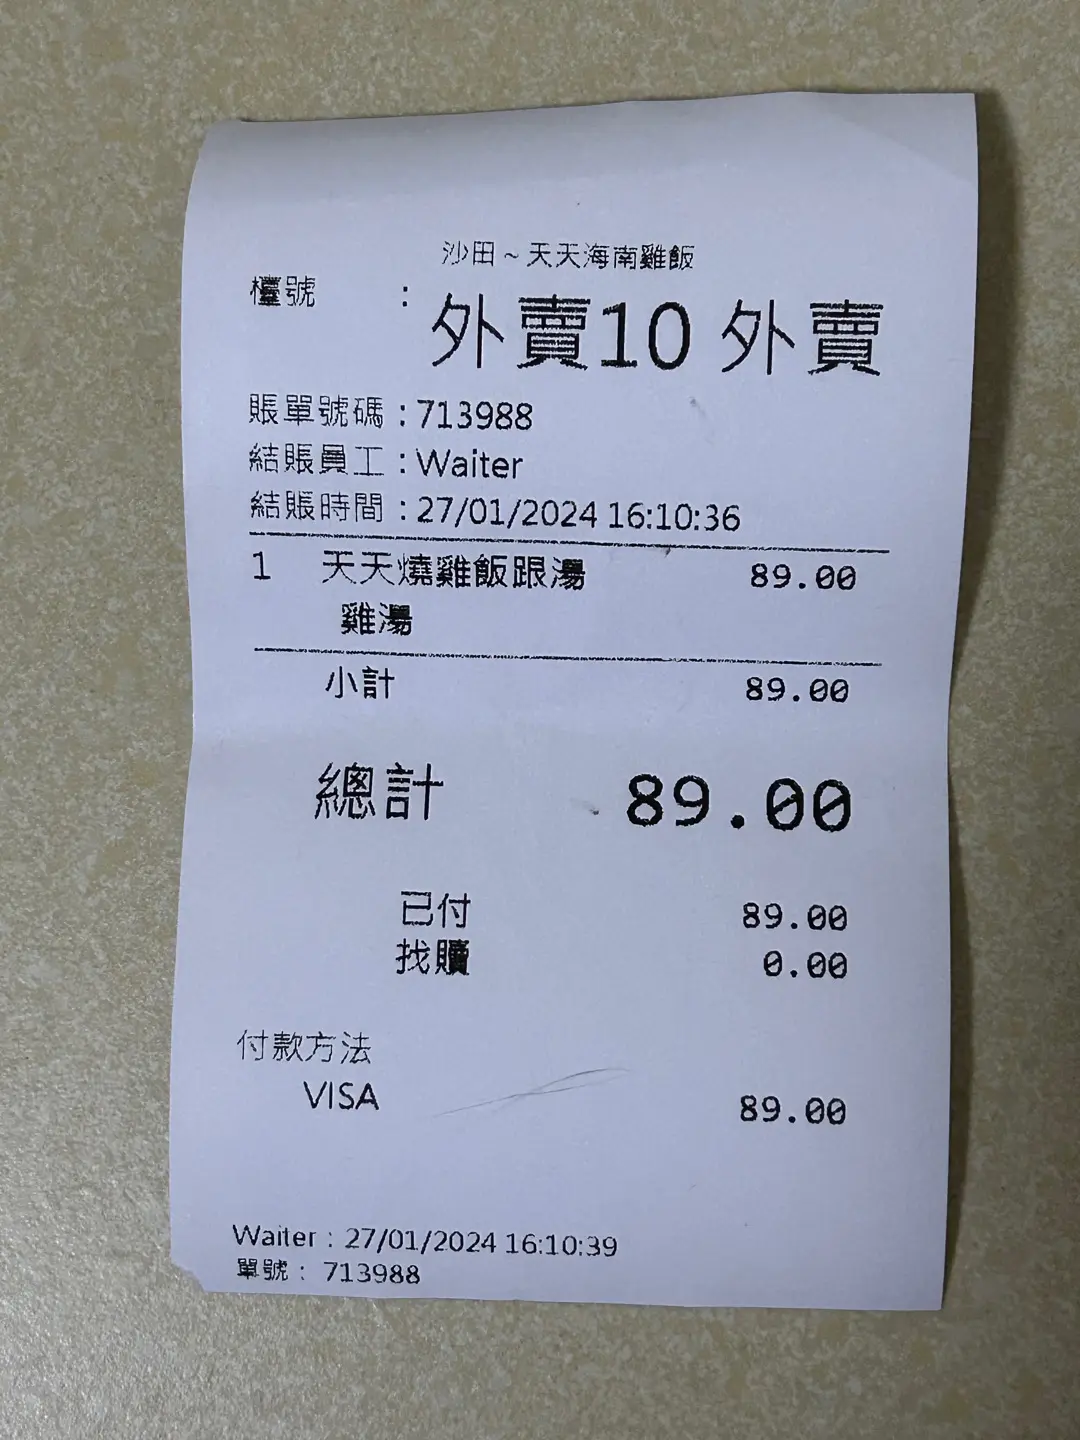 沙田~天天海南雞飯
檯號 : 外賣10 外賣
賬單號碼 : 713988
結賬員工 : Waiter
結賬時間 : 27/01/2024 16:10:36
1 天天燒雞飯跟湯 89.00
雞湯
小計 89.00
總計 89.00
已付 89.00
找贖 0.00
付款方法
VISA 89.00
Waiter : 27/01/2024 16:10:39
單號 : 713988